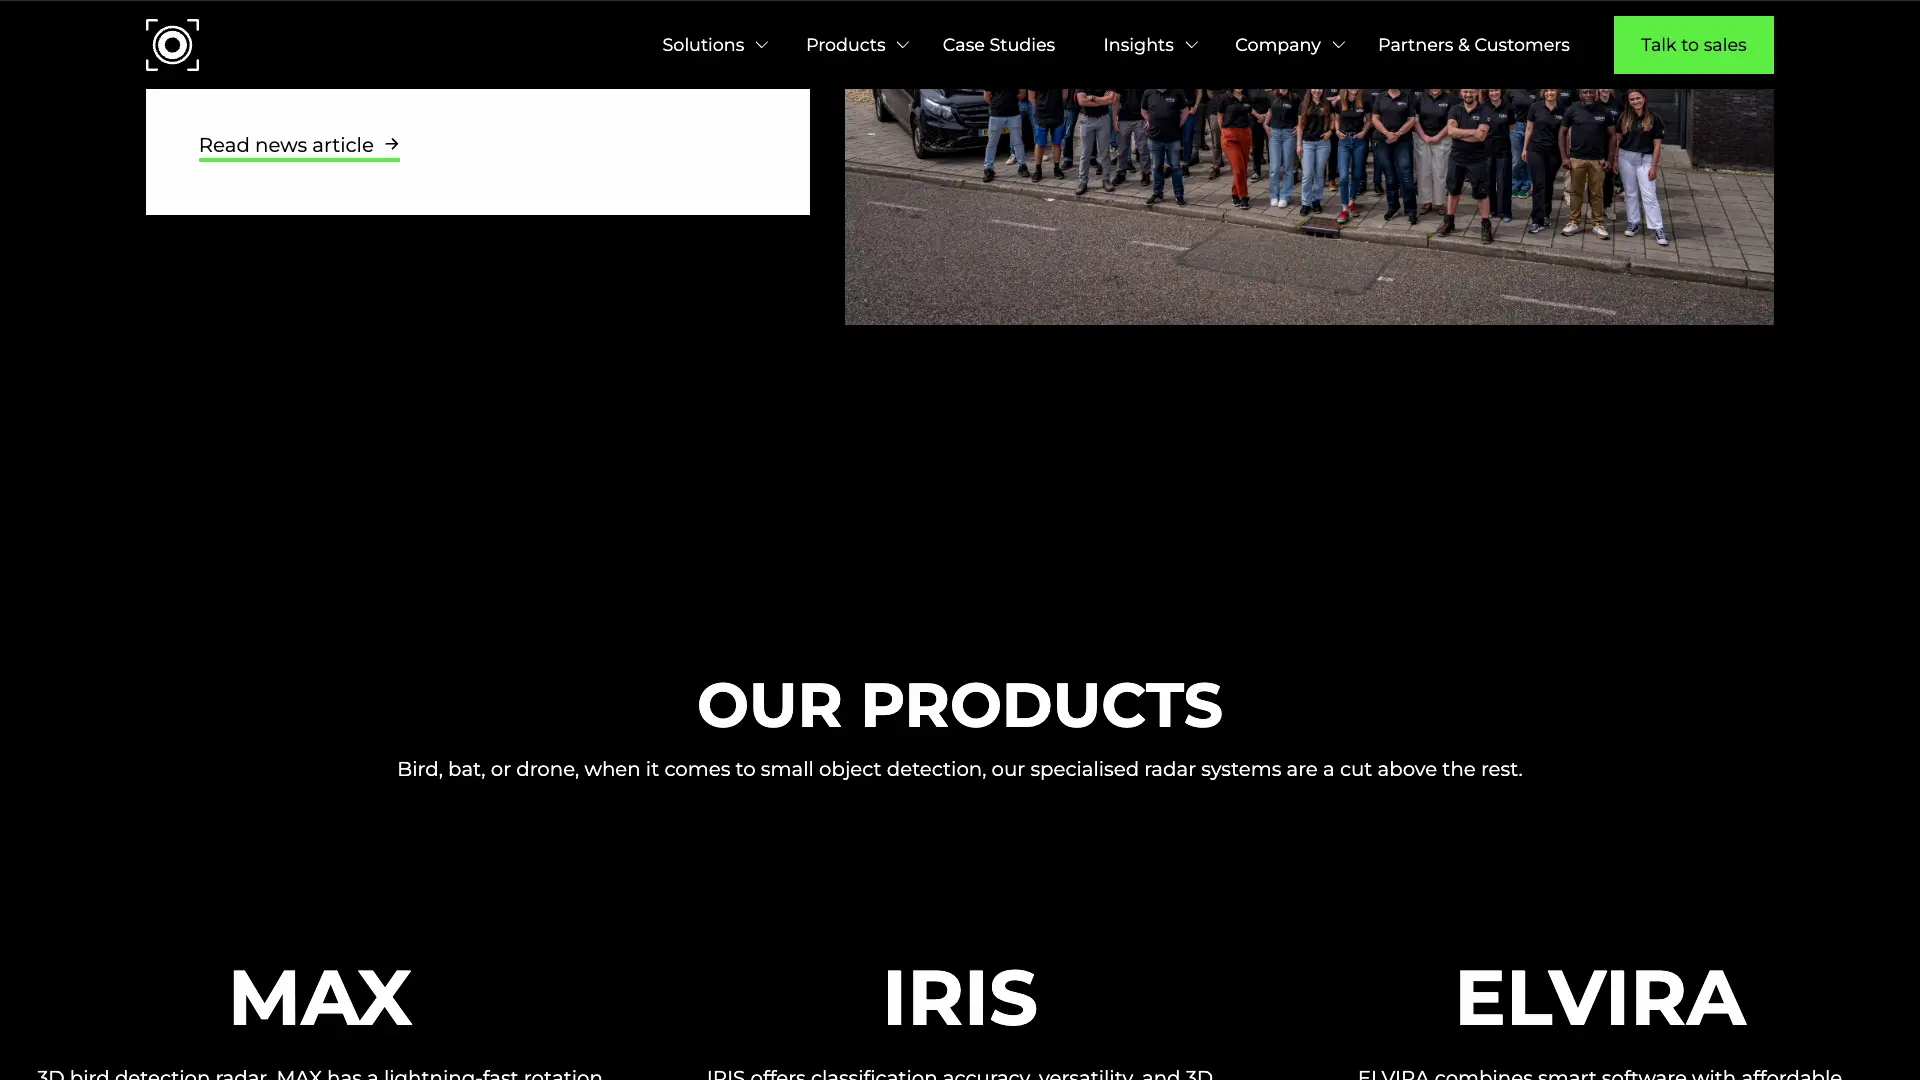 Solutions
Products
Case Studies
Insights
Company
Partners & Customers
Talk to sales
Read news article
OUR PRODUCTS
Bird, bat, or drone, when it comes to small object detection, our specialised radar systems are a cut above the rest.
MAX
3D bird detection radar. MAX has a lightning-fast rotation
IRIS
IRIS offers classification accuracy, versatility, and 3D
ELVIRA
ELVIRA combines smart software with affordable